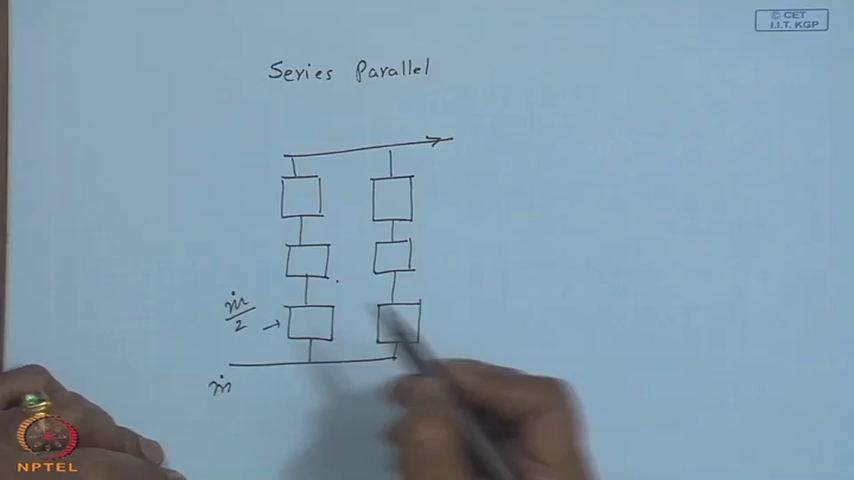 © CET
I.I.T. KGP
Series Parallel
ṁ/2
ṁ
NPTEL